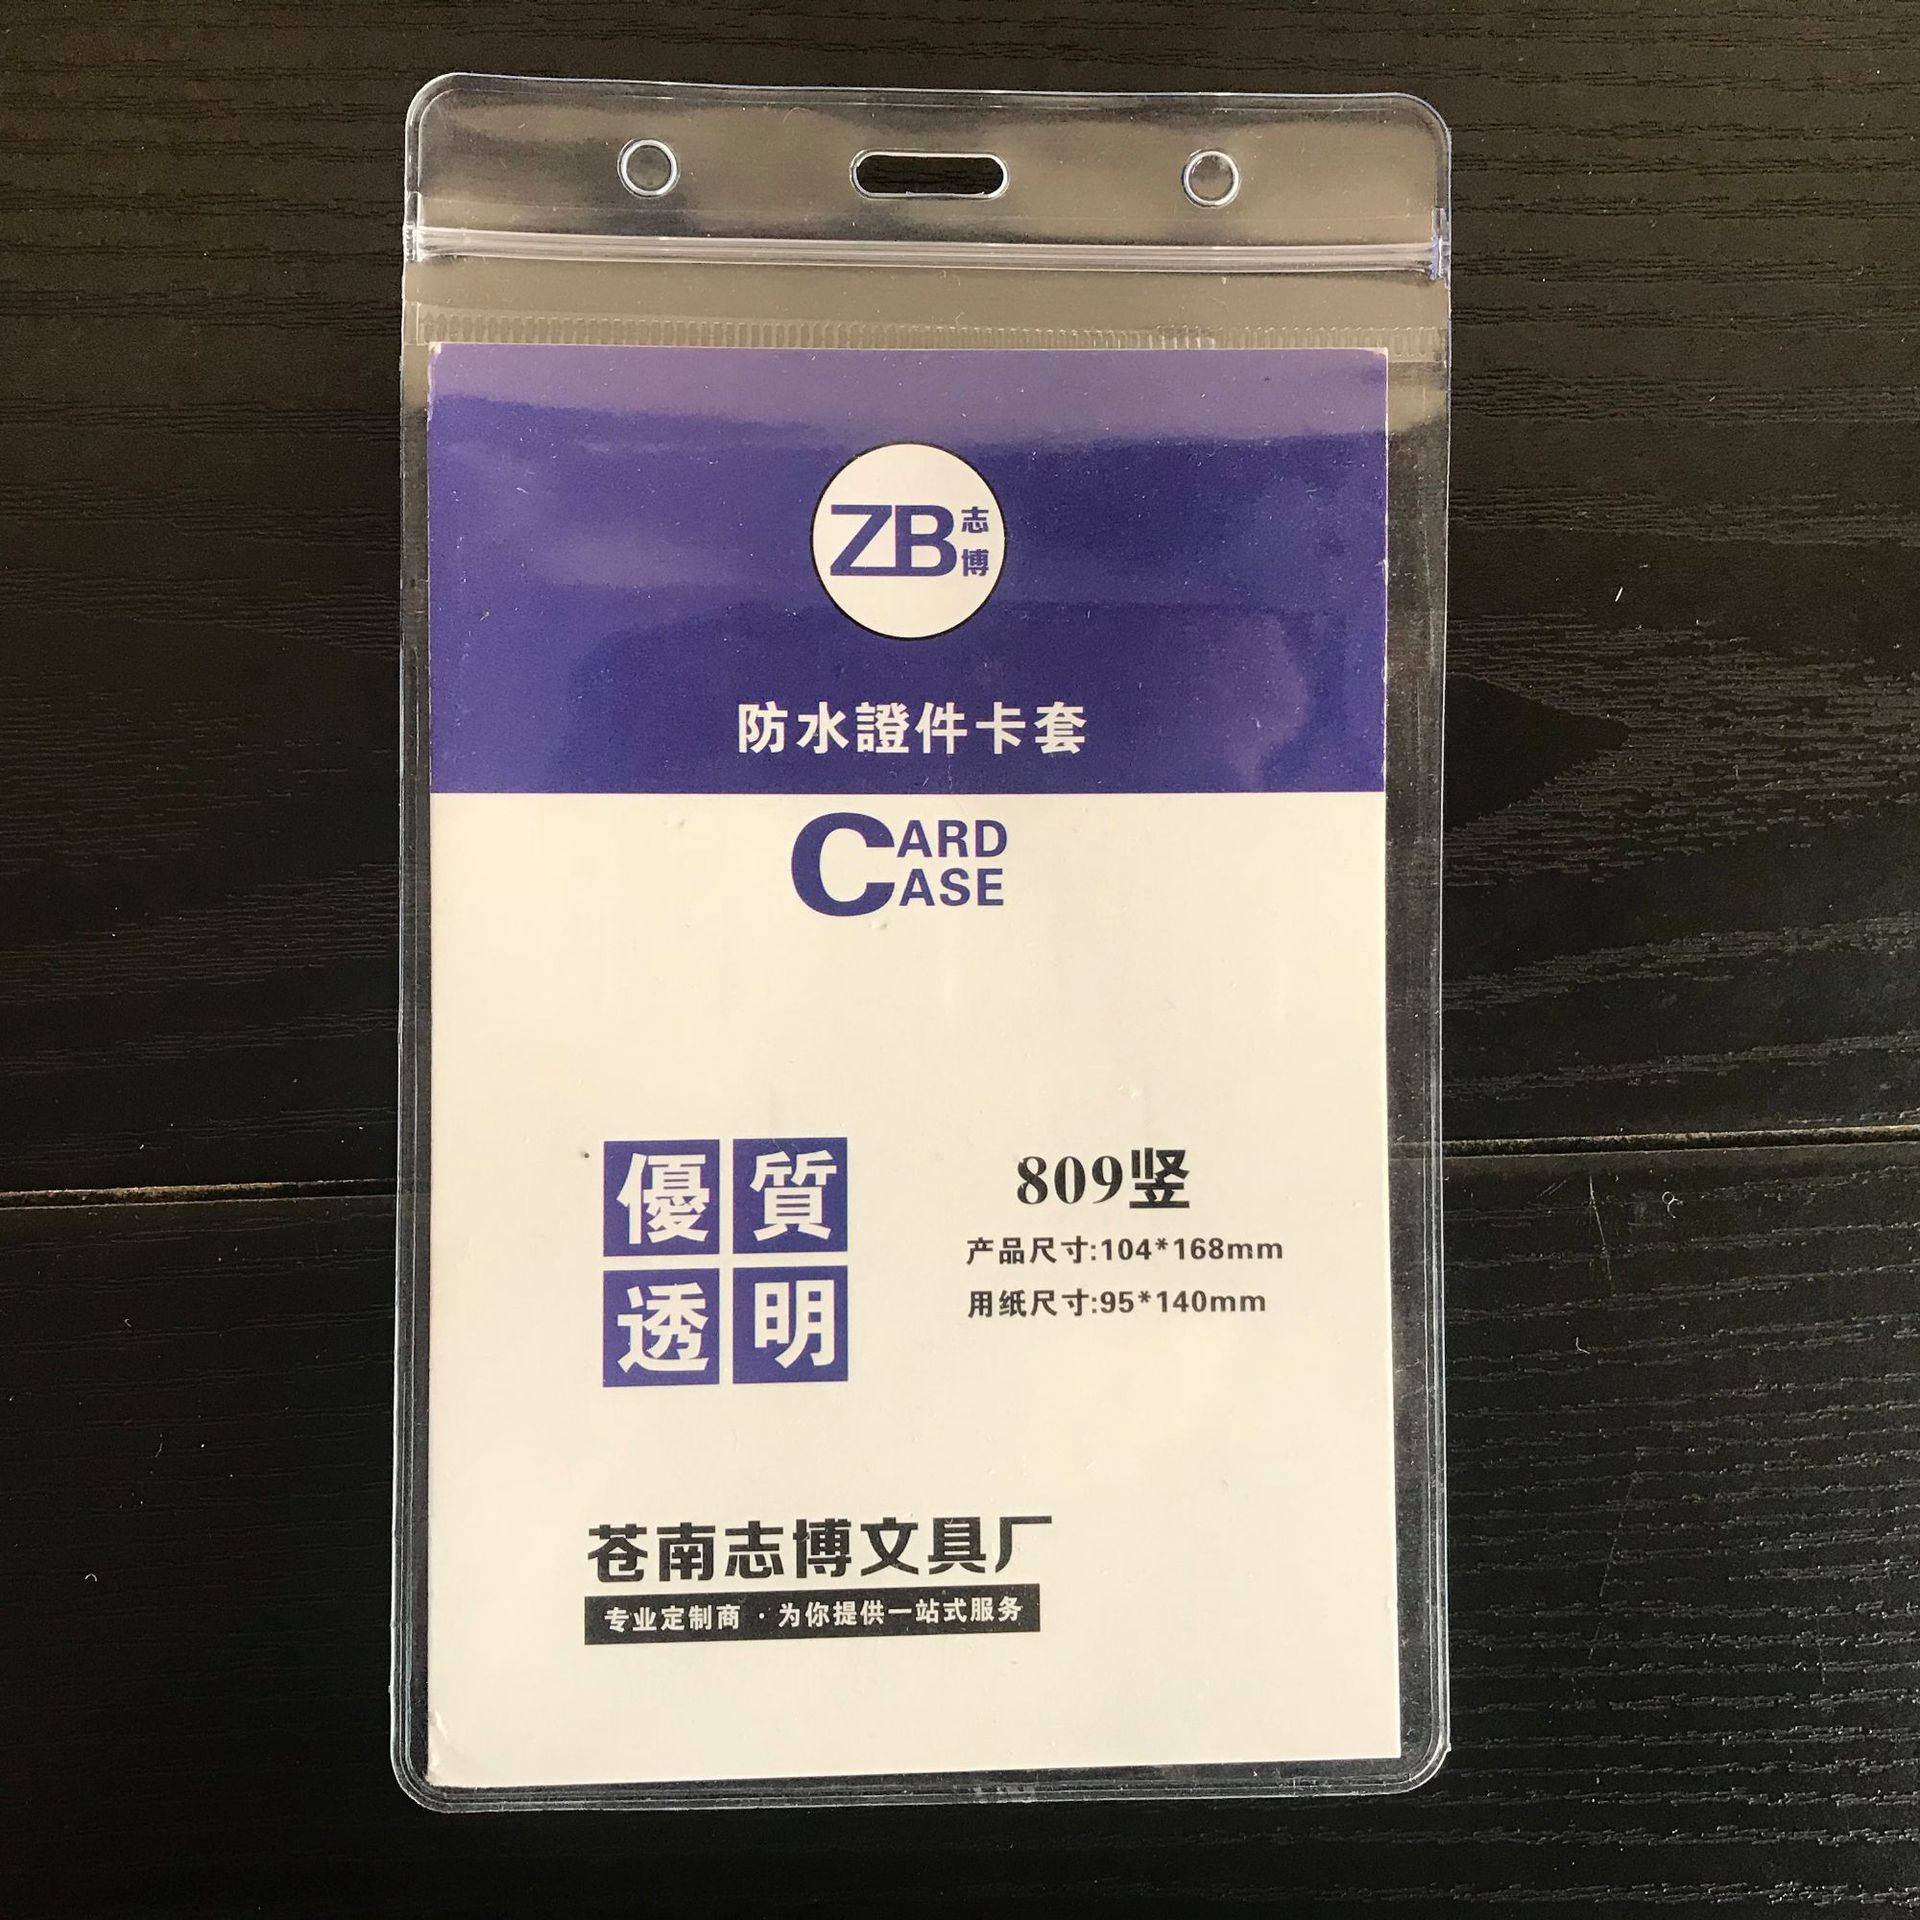 ZB志博
防水證件卡套
CARD
CASE
優質
透明
809竖
产品尺寸:104*168mm
用纸尺寸:95*140mm
苍南志博文具厂
专业定制商·为你提供一站式服务